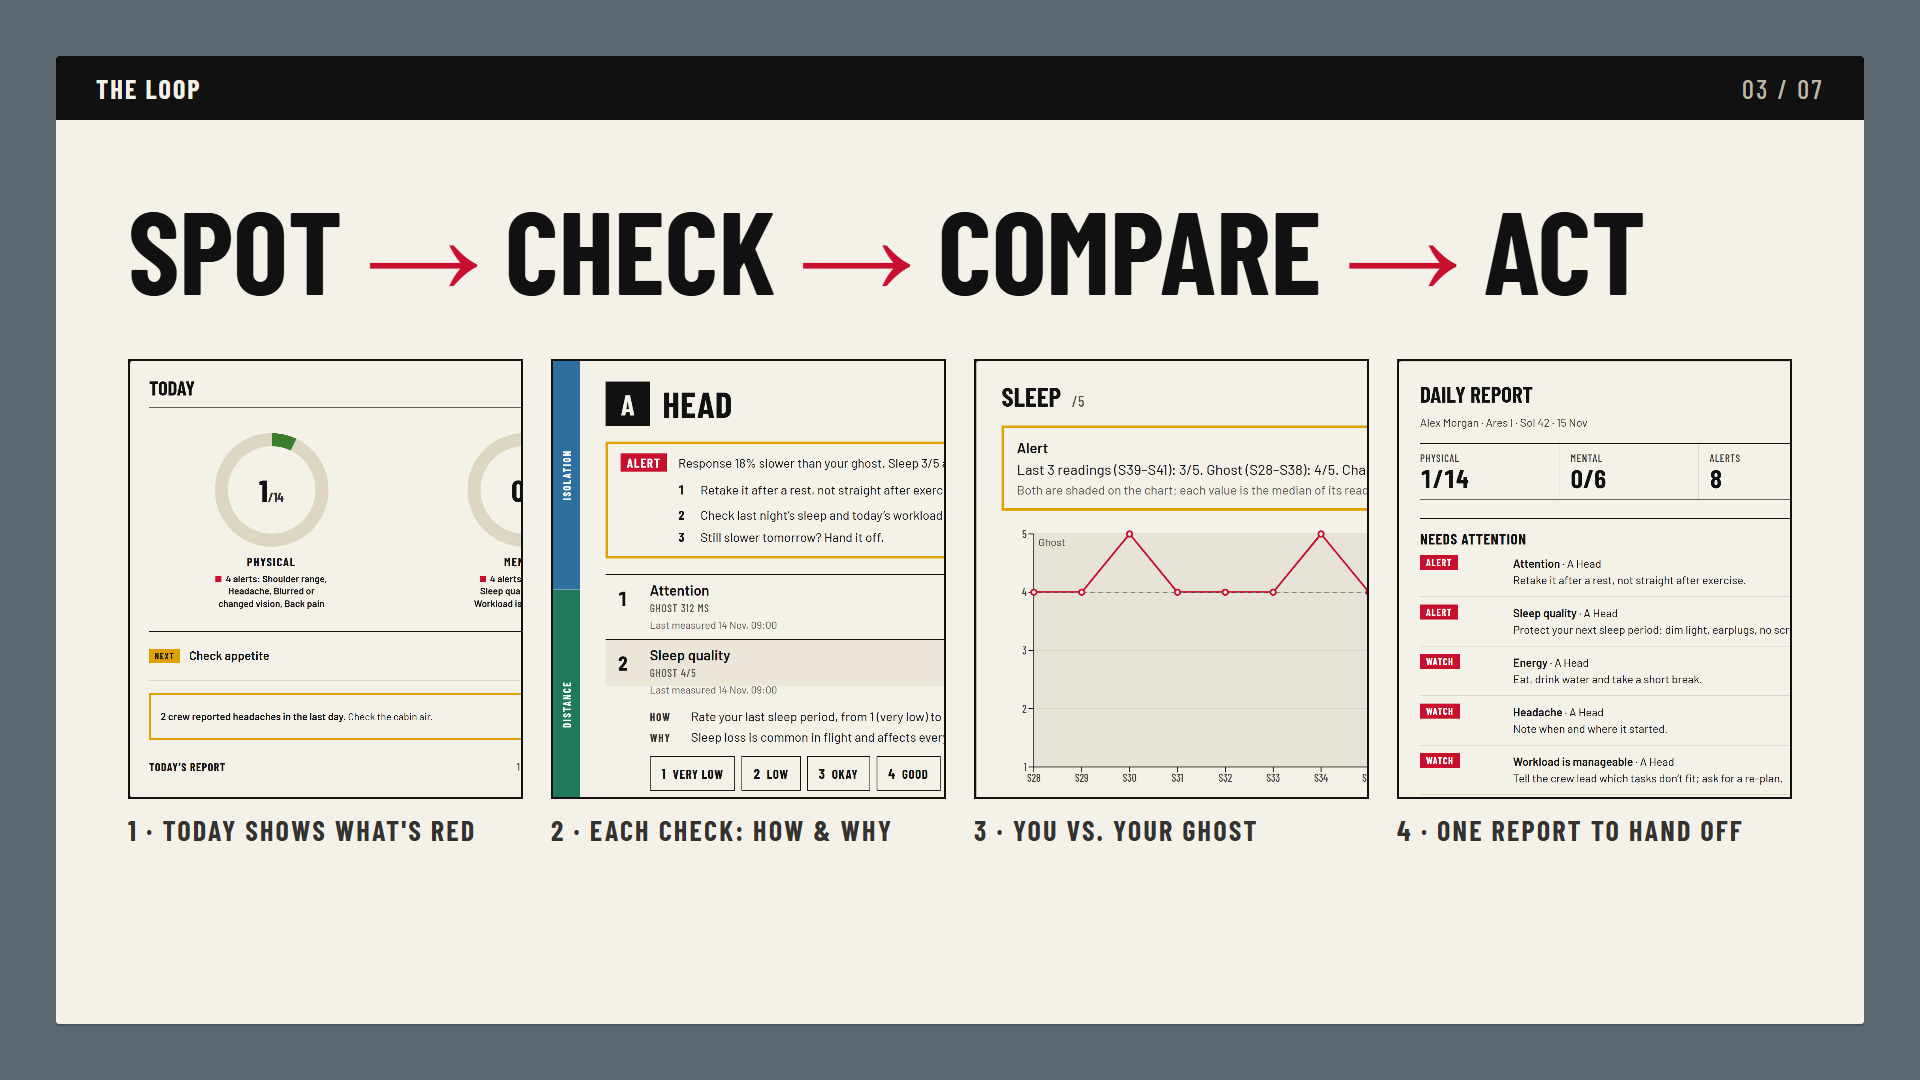 THE LOOP
03 / 07
SPOT → CHECK → COMPARE → ACT
TODAY
1/14
0
PHYSICAL
4 alerts: Shoulder range,
Headache, Blurred or
changed vision, Back pain
MEN
4 alerts
Sleep qua
Workload is
NEXT Check appetite
2 crew reported headaches in the last day. Check the cabin air.
TODAY'S REPORT 1
1 · TODAY SHOWS WHAT'S RED
ISOLATION
DISTANCE
A HEAD
ALERT Response 18% slower than your ghost. Sleep 3/5
1 Retake it after a rest, not straight after exerc
2 Check last night's sleep and today's workload
3 Still slower tomorrow? Hand it off.
1 Attention
GHOST 312 MS
Last measured 14 Nov, 09:00
2 Sleep quality
GHOST 4/5
Last measured 14 Nov, 09:00
HOW Rate your last sleep period, from 1 (very low) to
WHY Sleep loss is common in flight and affects ever
1 VERY LOW 2 LOW 3 OKAY 4 GOOD
2 · EACH CHECK: HOW & WHY
SLEEP /5
Alert
Last 3 readings (S39–S41): 3/5. Ghost (S28–S38): 4/5. Cha
Both are shaded on the chart; each value is the median of its read
Ghost
5
4
3
2
1
S28 S29 S30 S31 S32 S33 S34 S
3 · YOU VS. YOUR GHOST
DAILY REPORT
Alex Morgan · Ares I · Sol 42 · 15 Nov
PHYSICAL MENTAL ALERTS
1/14 0/6 8
NEEDS ATTENTION
ALERT Attention · A Head
Retake it after a rest, not straight after exercise.
ALERT Sleep quality · A Head
Protect your next sleep period: dim light, earplugs, no scr
WATCH Energy · A Head
Eat, drink water and take a short break.
WATCH Headache · A Head
Note when and where it started.
WATCH Workload is manageable · A Head
Tell the crew lead which tasks don't fit; ask for a re-plan.
4 · ONE REPORT TO HAND OFF